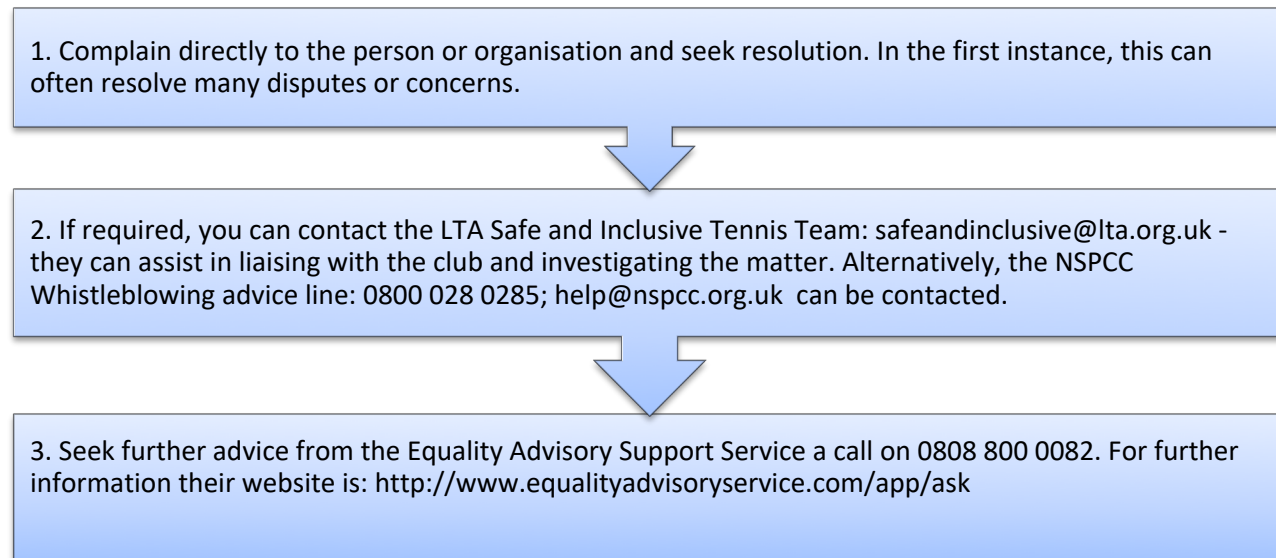 1. Complain directly to the person or organisation and seek resolution. In the first instance, this can
often resolve many disputes or concerns.
2. If required, you can contact the LTA Safe and Inclusive Tennis Team: safeandinclusive@lta.org.uk -
they can assist in liaising with the club and investigating the matter. Alternatively, the NSPCC
Whistleblowing advice line: 0800 028 0285; help@nspcc.org.uk  can be contacted.
3. Seek further advice from the Equality Advisory Support Service a call on 0808 800 0082. For further
information their website is: http://www.equalityadvisoryservice.com/app/ask